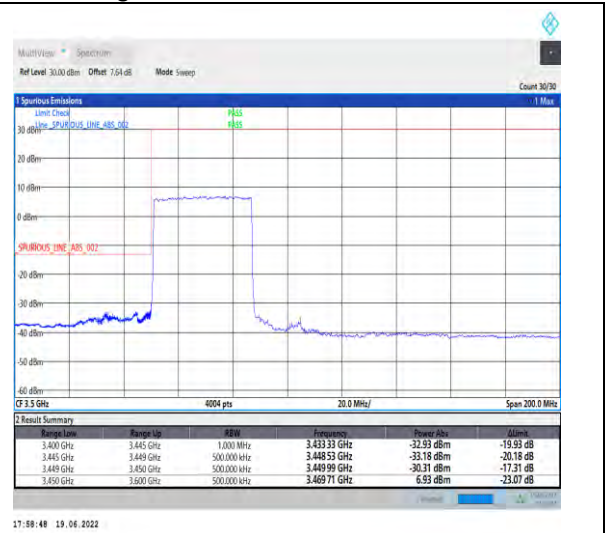 MultiView Spectrum
Ref Level 30.00 dBm Offset 7.64 dB Mode Sweep
Count 30/30
1 Spurious Emissions 1 Max
Limit Check PASS
Line _SPURIOUS_LINE_ABS_002 PASS
30 dBm
20 dBm
10 dBm
0 dBm
_SPURIOUS_LINE_ABS_002
-20 dBm
-30 dBm
-40 dBm
-50 dBm
-60 dBm
CF 3.5 GHz 4004 pts 20.0 MHz/ Span 200.0 MHz
2 Result Summary
Range Low Range Up RBW Frequency Power Abs ΔLimit
3.400 GHz 3.445 GHz 1.000 MHz 3.433 33 GHz -32.93 dBm -19.93 dB
3.445 GHz 3.449 GHz 500.000 kHz 3.448 53 GHz -33.18 dBm -20.18 dB
3.449 GHz 3.450 GHz 500.000 kHz 3.449 99 GHz -30.31 dBm -17.31 dB
3.450 GHz 3.600 GHz 500.000 kHz 3.469 71 GHz 6.93 dBm -23.07 dB
17:58:48 19.06.2022